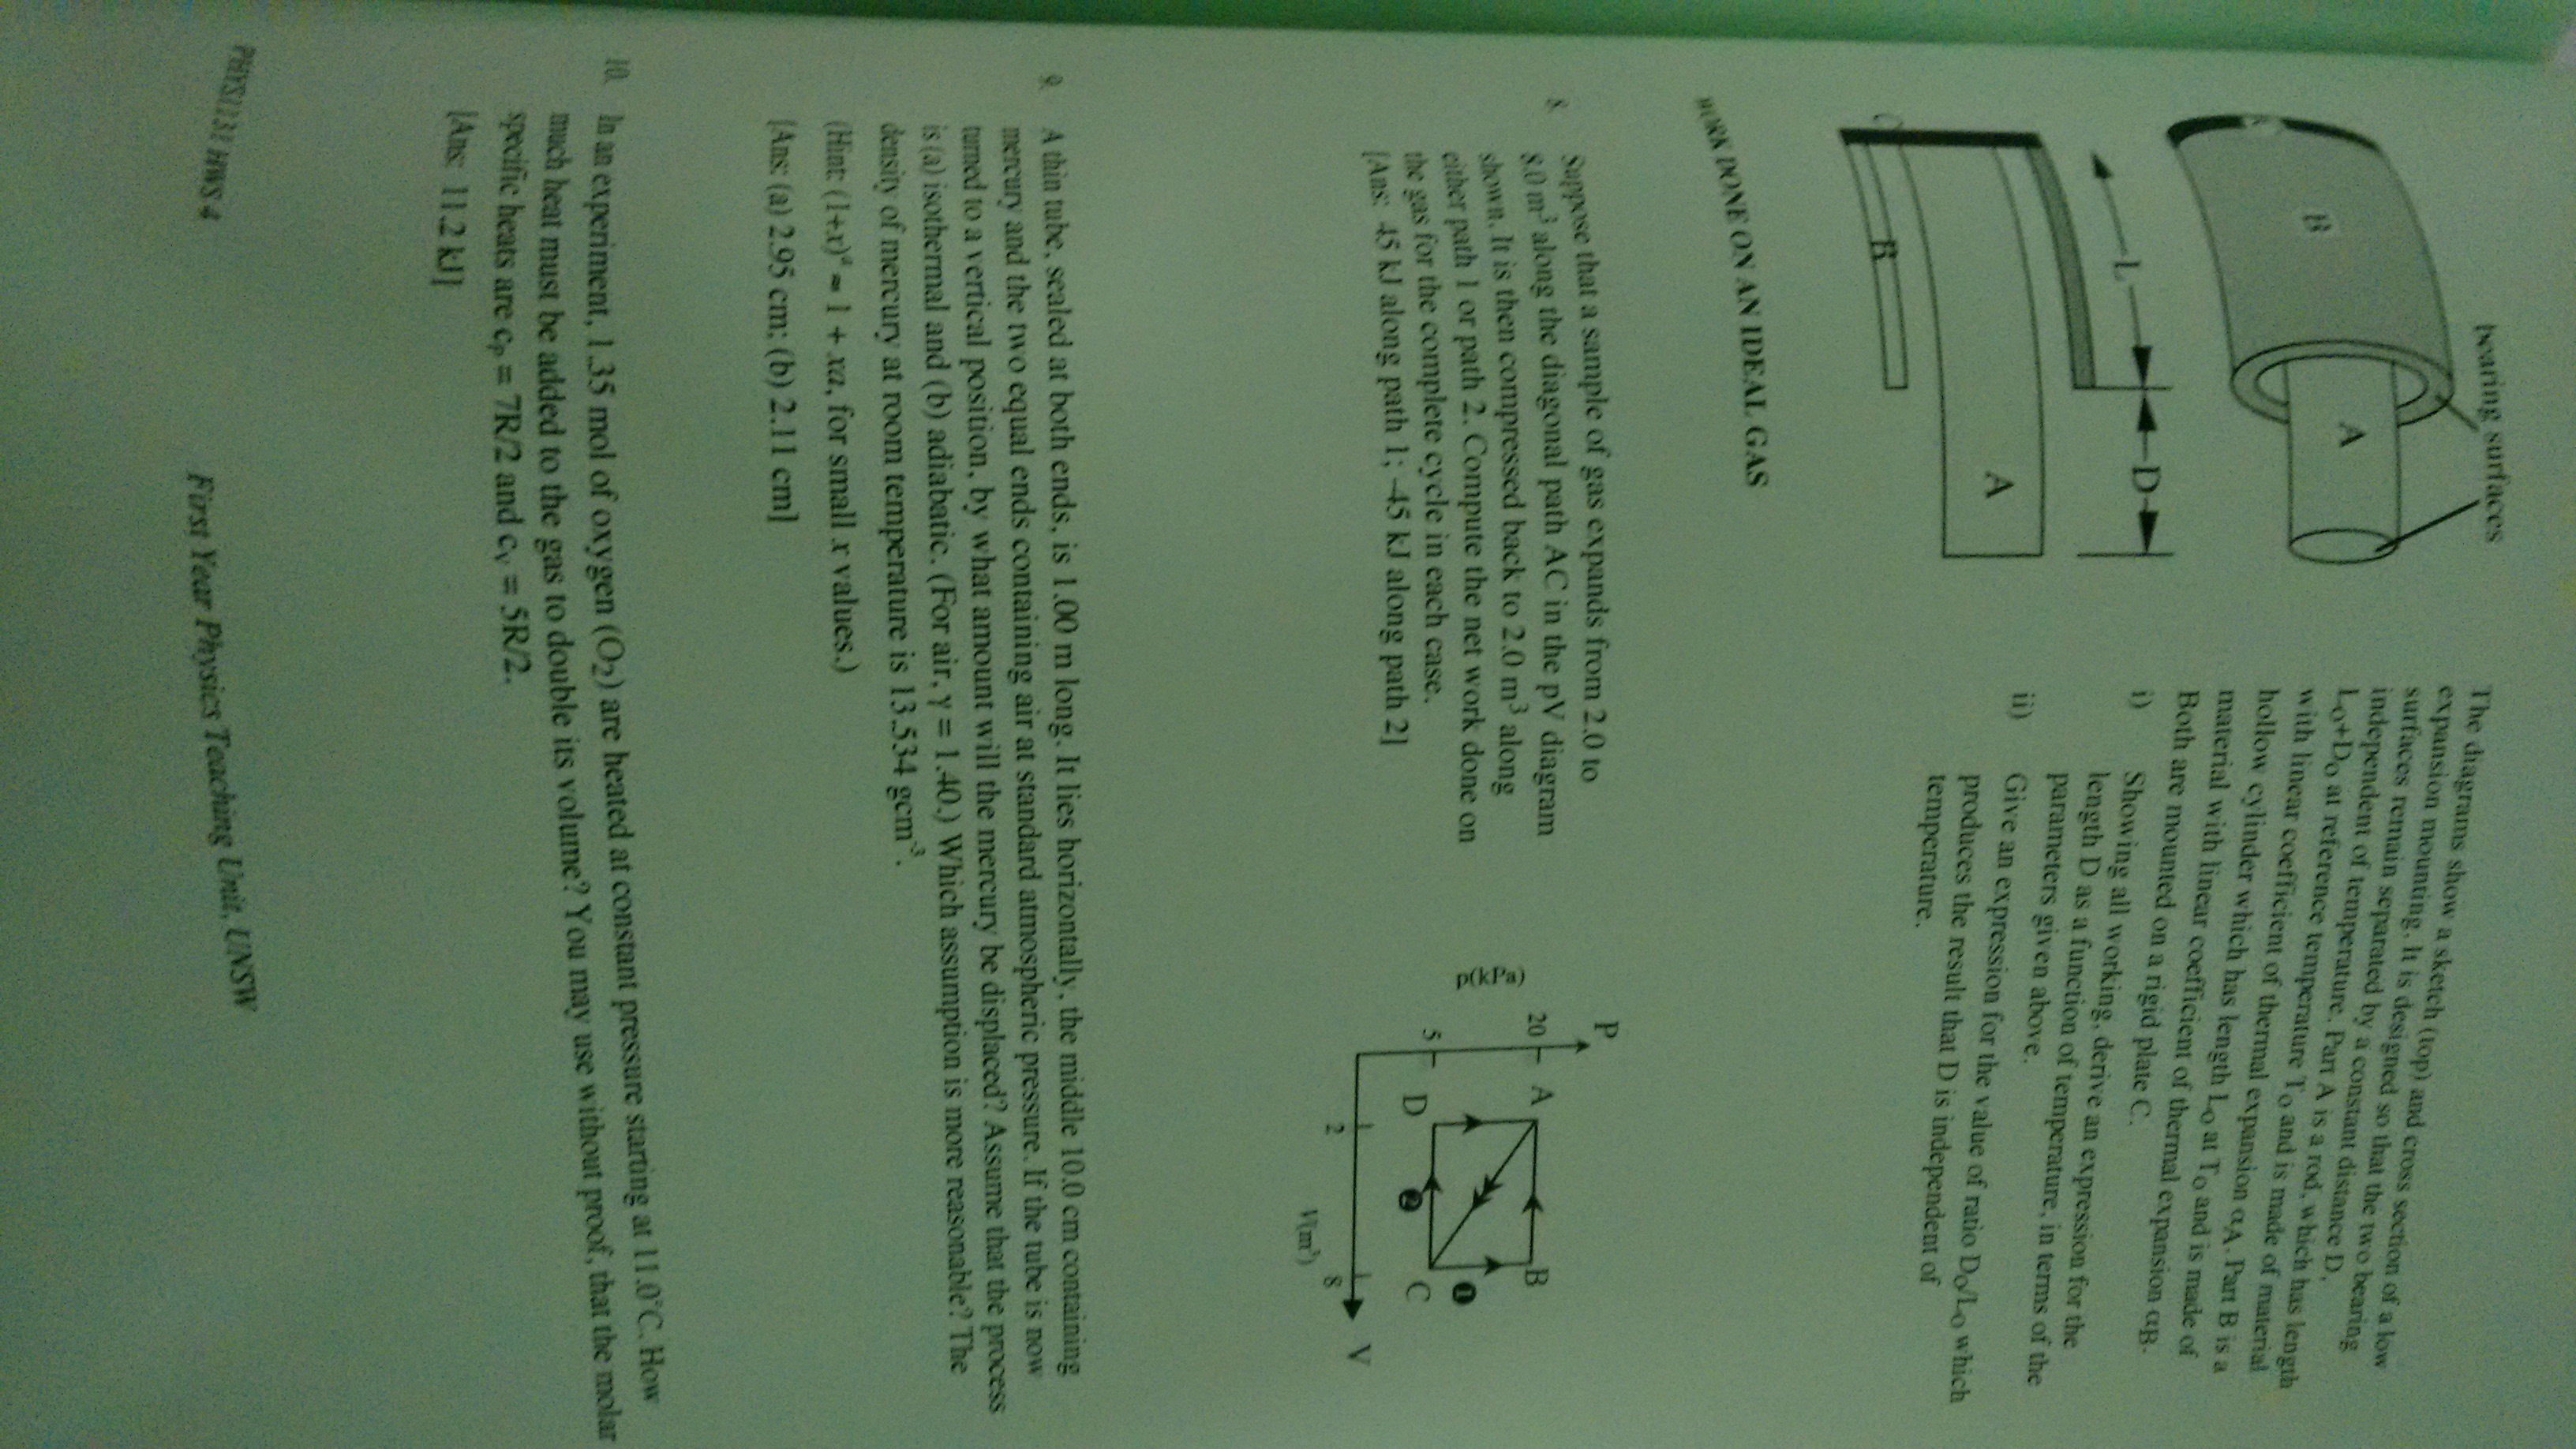 bearing surfaces
B
A
L
D
A
B
C
The diagrams show a sketch (top) and cross section of a low
expansion mounting. It is designed so that the two bearing
surfaces remain separated by a constant distance D,
independent of temperature. Part A is a rod, which has length
L₀+D₀ at reference temperature T₀ and is made of material
with linear coefficient of thermal expansion αA. Part B is a
hollow cylinder which has length L₀ at T₀ and is made of
material with linear coefficient of thermal expansion αB.
Both are mounted on a rigid plate C.
i) Showing all working, derive an expression for the
length D as a function of temperature, in terms of the
parameters given above.
ii) Give an expression for the value of ratio D₀/L₀ which
produces the result that D is independent of
temperature.
WORK DONE ON AN IDEAL GAS
8. Suppose that a sample of gas expands from 2.0 to
8.0 m³ along the diagonal path AC in the pV diagram
shown. It is then compressed back to 2.0 m³ along
either path 1 or path 2. Compute the net work done on
the gas for the complete cycle in each case.
[Ans: 45 kJ along path 1; -45 kJ along path 2]
P
p(kPa)
20
5
A
B
D
C
1
2
2
8
V
V(m³)
9. A thin tube, sealed at both ends, is 1.00 m long. It lies horizontally, the middle 10.0 cm containing
mercury and the two equal ends containing air at standard atmospheric pressure. If the tube is now
turned to a vertical position, by what amount will the mercury be displaced? Assume that the process
is (a) isothermal and (b) adiabatic. (For air, γ = 1.40.) Which assumption is more reasonable? The
density of mercury at room temperature is 13.534 gcm⁻³.
(Hint: (1+x)ᵃ ≈ 1 + xa, for small x values.)
[Ans: (a) 2.95 cm; (b) 2.11 cm]
10. In an experiment, 1.35 mol of oxygen (O₂) are heated at constant pressure starting at 11.0°C. How
much heat must be added to the gas to double its volume? You may use without proof, that the molar
specific heats are cₚ = 7R/2 and cᵥ = 5R/2.
[Ans: 11.2 kJ]
PHYS1131 HWS 4
First Year Physics Teaching Unit, UNSW